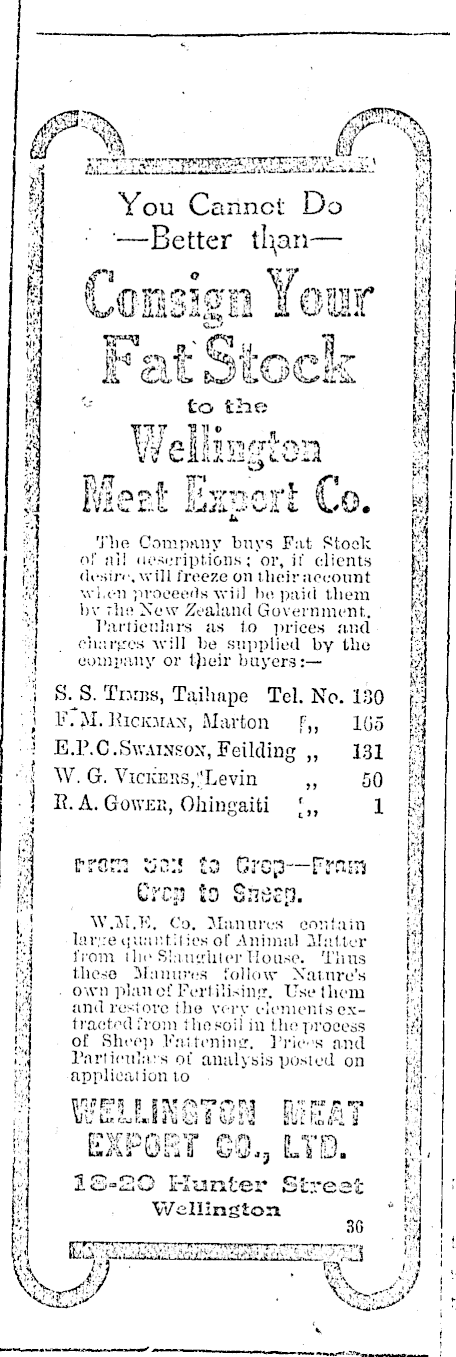 You Cannot Do
—Better than—
Consign Your
Fat Stock
to the
Wellington
Meat Export Co.
The Company buys Fat Stock
of all descriptions; or, if clients
desire, will freeze on their account
when proceeds will be paid them
by the New Zealand Government.
Particulars as to prices and
charges will be supplied by the
company or their buyers:—
S. S. TIMBS, Taihape Tel. No. 130
F. M. RICKMAN, Marton „ 165
E.P.C. SWAINSON, Feilding „ 131
W. G. VICKERS, Levin „ 50
R. A. GOWER, Ohingaiti „ 1
From Soil to Crop—From
Crop to Sheep.
W.M.E. Co. Manures contain
large quantities of Animal Matter
from the Slaughter House. Thus
these Manures follow Nature's
own plan of Fertilising. Use them
and restore the very elements ex-
tracted from the soil in the process
of Sheep Fattening. Prices and
Particulars of analysis posted on
application to
WELLINGTON MEAT
EXPORT CO., LTD.
18-20 Hunter Street
Wellington
36